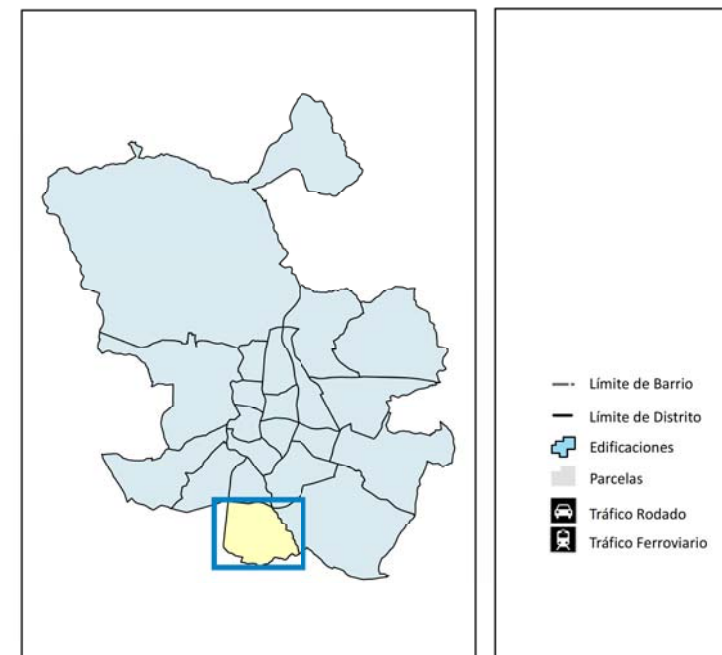 Límite de Barrio
Límite de Distrito
Edificaciones
Parcelas
Tráfico Rodado
Tráfico Ferroviario